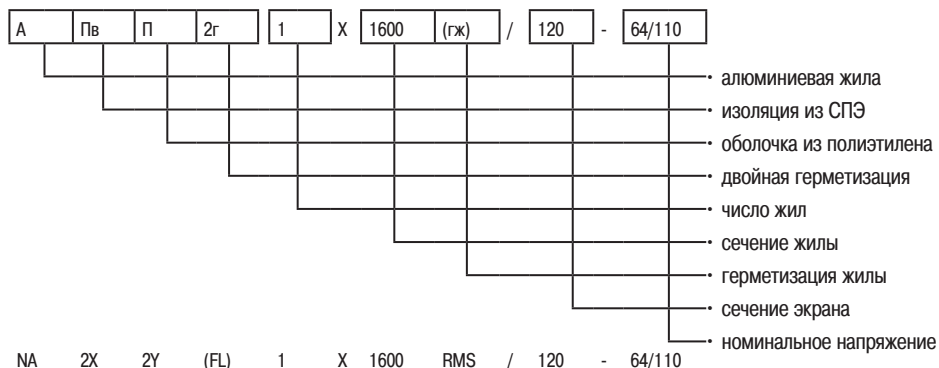 А Пв П 2г 1 X 1600 (гж) / 120 - 64/110
· алюминиевая жила
· изоляция из СПЭ
· оболочка из полиэтилена
· двойная герметизация
· число жил
· сечение жилы
· герметизация жилы
· сечение экрана
· номинальное напряжение
NA 2X 2Y (FL) 1 X 1600 RMS / 120 - 64/110